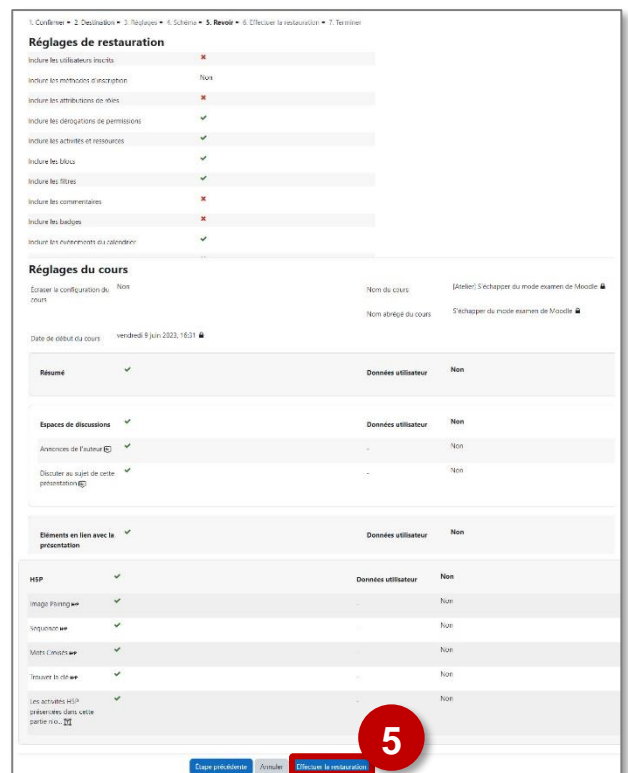 1. Confirmer ▪ 2. Destination ▪ 3. Réglages ▪ 4. Schéma ▪ 5. Revoir ▪ 6. Effectuer la restauration ▪ 7. Terminer
Réglages de restauration
Inclure les utilisateurs inscrits
Inclure les méthodes d'inscription Non
Inclure les attributions de rôles
Inclure les dérogations de permissions
Inclure les activités et ressources
Inclure les blocs
Inclure les filtres
Inclure les commentaires
Inclure les badges
Inclure les événements du calendrier
Réglages du cours
Écraser la configuration du cours Non Nom du cours [Atelier] S'échapper du mode examen de Moodle
Nom abrégé du cours S'échapper du mode examen de Moodle
Date de début du cours vendredi 9 juin 2023, 16:31
Résumé Données utilisateur Non
Espaces de discussions Données utilisateur Non
Annonces de l'auteur - Non
Discuter au sujet de cette présentation - Non
Eléments en lien avec la présentation Données utilisateur Non
H5P Données utilisateur Non
Image Pairing H5P - Non
Sequence H5P - Non
Mots Croisés H5P - Non
Trouver la clé H5P - Non
Les activités H5P présentées dans cette partie n'o... - Non
5
Étape précédente Annuler Effectuer la restauration